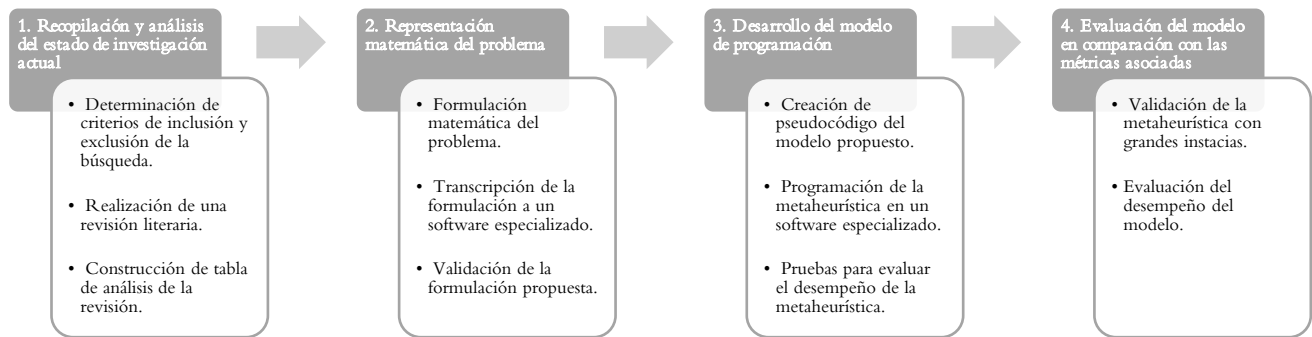 1. Recopilación y análisis
del estado de investigación
actual
• Determinación de
criterios de inclusión y
exclusión de la
búsqueda.
• Realización de una
revisión literaria.
• Construcción de tabla
de análisis de la
revisión.
2. Representación
matemática del problema
• Formulación
matemática del
problema.
• Transcripción de la
formulación a un
software especializado.
• Validación de la
formulación propuesta.
3. Desarrollo del modelo
de programación
• Creación de
pseudocódigo del
modelo propuesto.
• Programación de la
metaheurística en un
software especializado.
• Pruebas para evaluar
el desempeño de la
metaheurística.
4. Evaluación del modelo
en comparación con las
métricas asociadas
• Validación de la
metaheurística con
grandes instacias.
• Evaluación del
desempeño del
modelo.